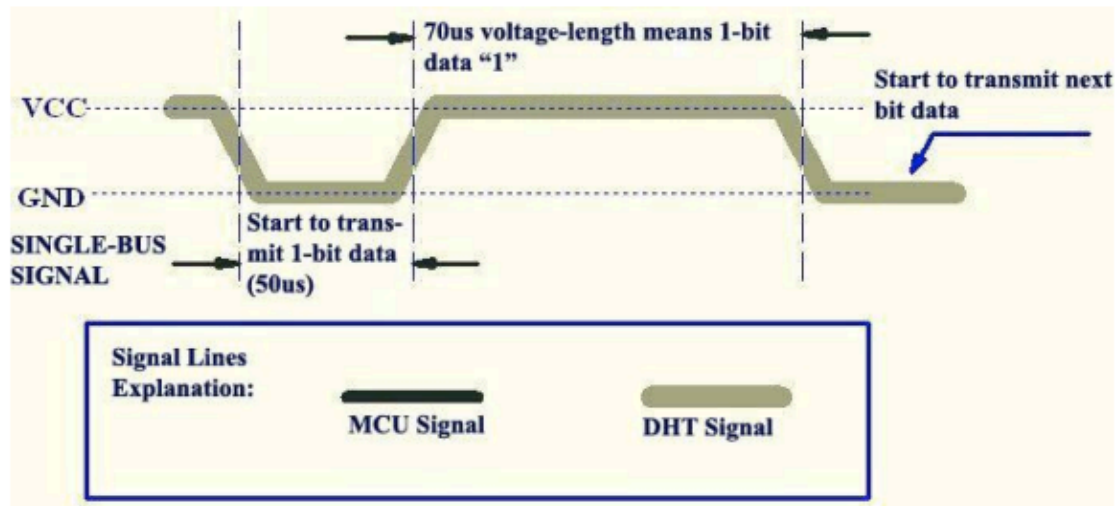 70us voltage-length means 1-bit
data “1”
Start to transmit next
bit data
VCC
GND
Start to trans-
mit 1-bit data
(50us)
SINGLE-BUS
SIGNAL
Signal Lines
Explanation:
MCU Signal
DHT Signal